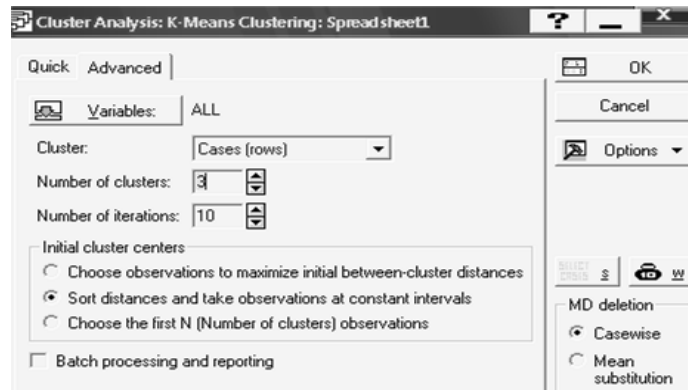 Cluster Analysis: K-Means Clustering: Spreadsheet1
Quick Advanced
Variables: ALL
Cluster: Cases (rows)
Number of clusters: 3
Number of iterations: 10
Initial cluster centers
Choose observations to maximize initial between-cluster distances
Sort distances and take observations at constant intervals
Choose the first N (Number of clusters) observations
Batch processing and reporting
? X
OK
Cancel
Options
SELECT CASES S W
MD deletion
Casewise
Mean
substitution